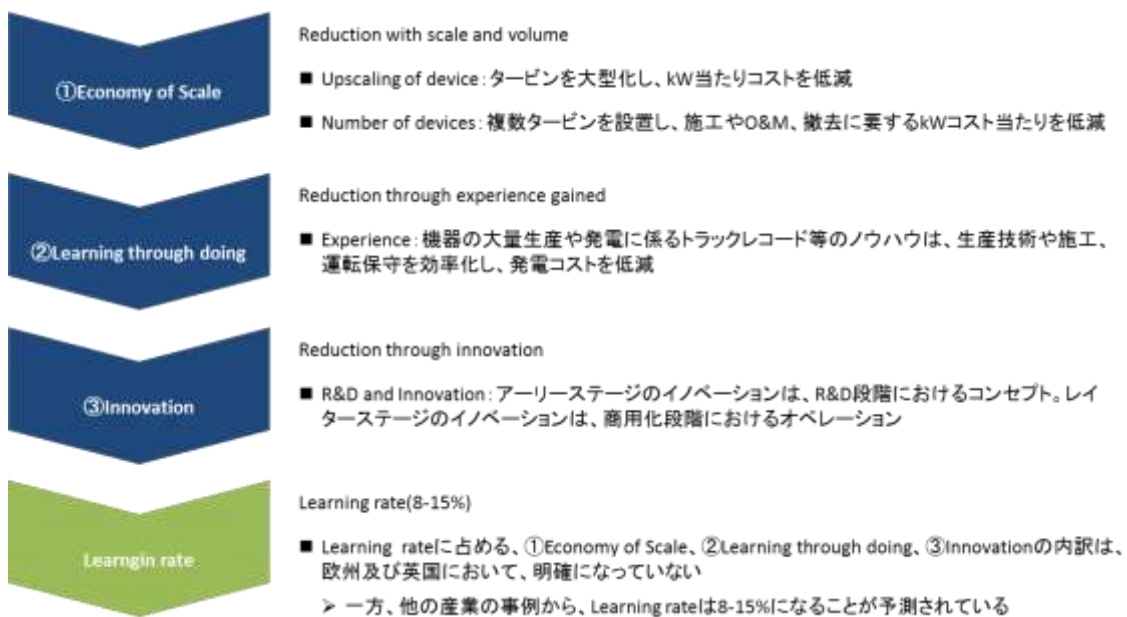 ①Economy of Scale
Reduction with scale and volume
■ Upscaling of device：タービンを大型化し、kW当たりコストを低減
■ Number of devices：複数タービンを設置し、施工やO&M、撤去に要するkWコスト当たりを低減
②Learning through doing
Reduction through experience gained
■ Experience：機器の大量生産や発電に係るトラックレコード等のノウハウは、生産技術や施工、
運転保守を効率化し、発電コストを低減
③Innovation
Reduction through innovation
■ R&D and Innovation：アーリーステージのイノベーションは、R&D段階におけるコンセプト。レイ
ターステージのイノベーションは、商用化段階におけるオペレーション
Learngin rate
Learning rate(8-15%)
■ Learning rateに占める、①Economy of Scale、②Learning through doing、③Innovationの内訳は、
欧州及び英国において、明確になっていない
➢ 一方、他の産業の事例から、Learning rateは8-15%になることが予測されている